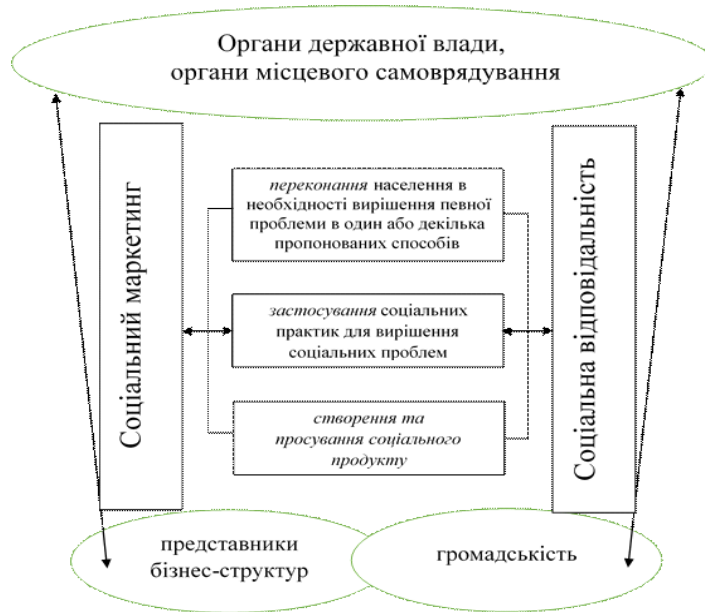 Органи державної влади,
органи місцевого самоврядування
Соціальний маркетинг
переконання населення в
необхідності вирішення певної
проблеми в один або декілька
пропонованих способів
застосування соціальних
практик для вирішення
соціальних проблем
створення та
просування соціального
продукту
Соціальна відповідальність
представники
бізнес-структур
громадськість